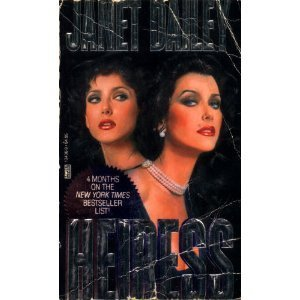 JANET DAILEY
4 MONTHS
ON THE
NEW YORK TIMES
BESTSELLER
LIST!
HEIRESS